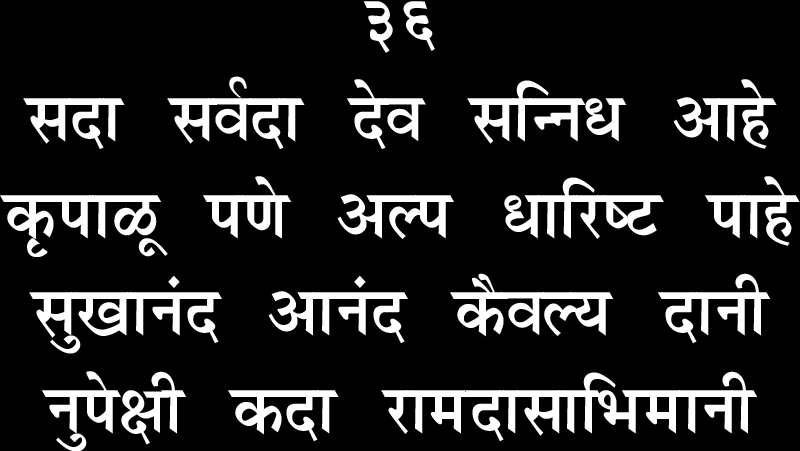 ३६
सदा सर्वदा देव सन्निध आहे
कृपाळू पणे अल्प धारिष्ट पाहे
सुखानंद आनंद कैवल्य दानी
नुपेक्षी कदा रामदासाभिमानी